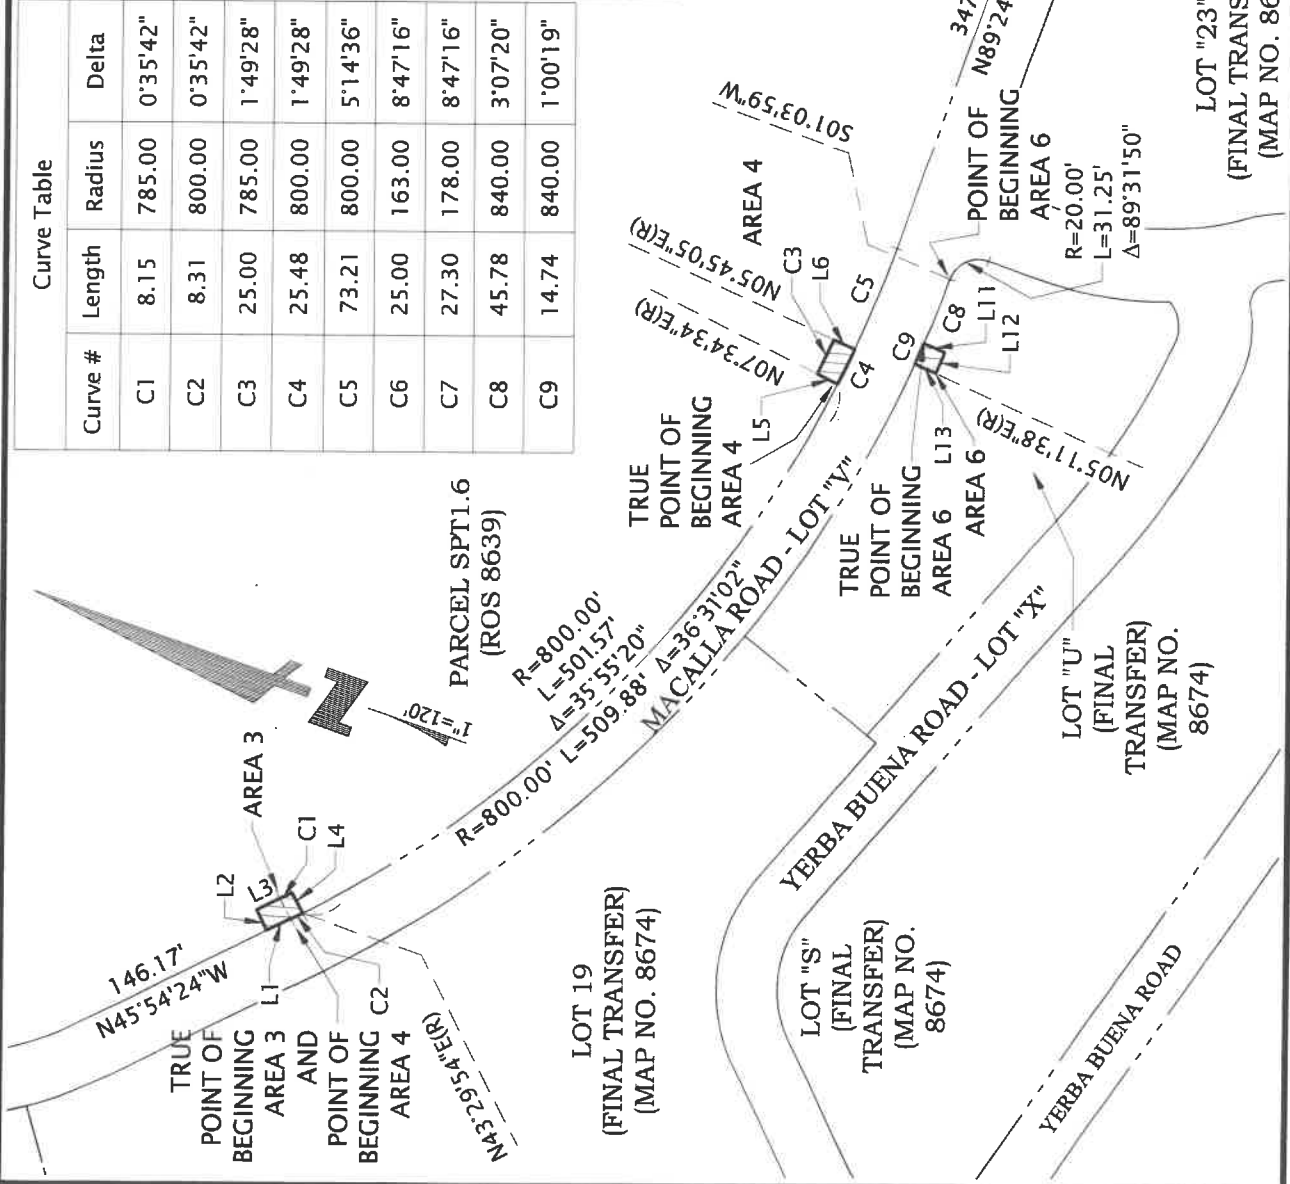 Curve Table
Curve # Length Radius Delta
C1 8.15 785.00 0°35'42"
C2 8.31 800.00 0°35'42"
C3 25.00 785.00 1°49'28"
C4 25.48 800.00 1°49'28"
C5 73.21 800.00 5°14'36"
C6 25.00 163.00 8°47'16"
C7 27.30 178.00 8°47'16"
C8 45.78 840.00 3°07'20"
C9 14.74 840.00 1°00'19"
347
N89°24
LOT "23"
(FINAL TRANS
(MAP NO. 86
S01°03'59"W
POINT OF
BEGINNING
AREA 6
R=20.00'
L=31.25'
Δ=89°31'50"
AREA 4
N05°45'05"E(R)
C3
L6
C5
N07°34'34"E(R)
L5
C4
C9
C8
L11
L12
TRUE
POINT OF
BEGINNING
AREA 4
TRUE
POINT OF
BEGINNING
AREA 6
L13
AREA 6
N05°11'38"E(R)
PARCEL SPT1.6
(ROS 8639)
1"=120'
R=800.00'
L=501.57'
Δ=35°55'20"
R=800.00' L=509.88' Δ=36°31'02"
MACALLA ROAD - LOT "V"
AREA 3
L2
L3
C1
L4
146.17'
N45°54'24"W
L1
TRUE
POINT OF
BEGINNING
AREA 3
AND
POINT OF
BEGINNING
AREA 4
C2
N43°29'54"E(R)
LOT 19
(FINAL TRANSFER)
(MAP NO. 8674)
YERBA BUENA ROAD - LOT "X"
LOT "U"
(FINAL
TRANSFER)
(MAP NO.
8674)
LOT "S"
(FINAL
TRANSFER)
(MAP NO.
8674)
YERBA BUENA ROAD